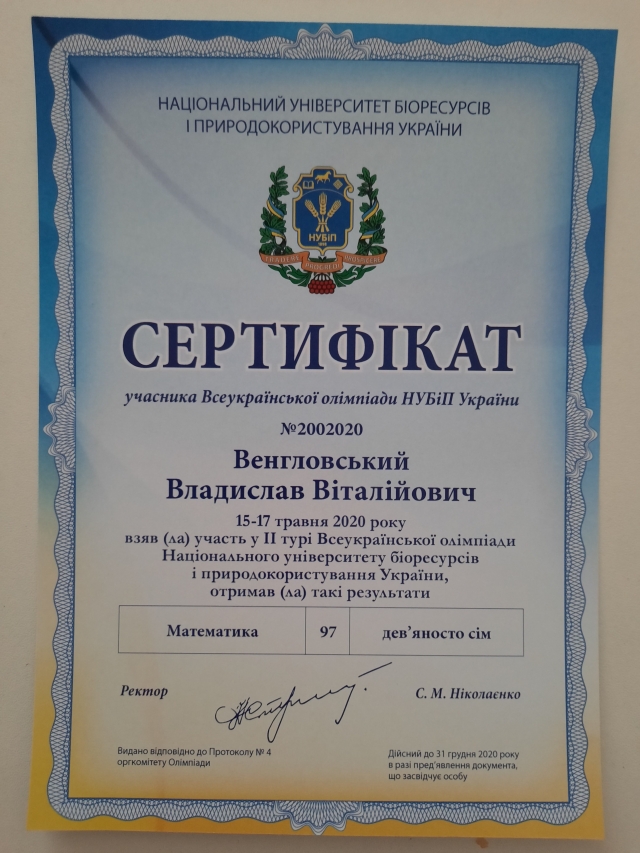 НАЦІОНАЛЬНИЙ УНІВЕРСИТЕТ БІОРЕСУРСІВ
І ПРИРОДОКОРИСТУВАННЯ УКРАЇНИ
НУБІП
СЕРТИФІКАТ
учасника Всеукраїнської олімпіади НУБіП України
№2002020
Венгловський
Владислав Віталійович
15-17 травня 2020 року
взяв (ла) участь у ІІ турі Всеукраїнської олімпіади
Національного університету біоресурсів
і природокористування України,
отримав (ла) такі результати
Математика 97 дев'яносто сім
Ректор С. М. Ніколаєнко
Видано відповідно до Протоколу № 4
оргкомітету Олімпіади
Дійсний до 31 грудня 2020 року
в разі пред'явлення документа,
що засвідчує особу